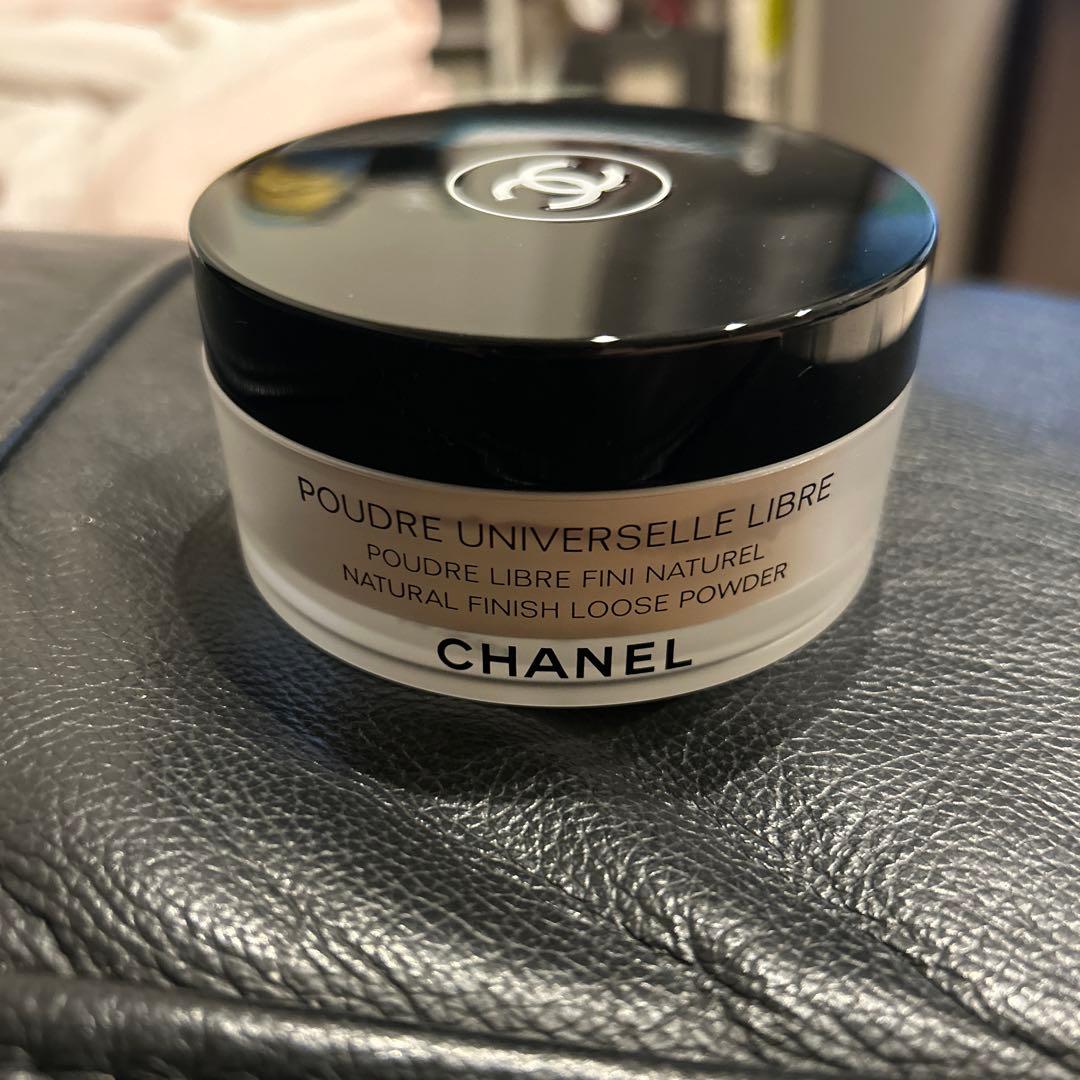 POUDRE UNIVERSELLE LIBRE
POUDRE LIBRE FINI NATUREL
NATURAL FINISH LOOSE POWDER
CHANEL